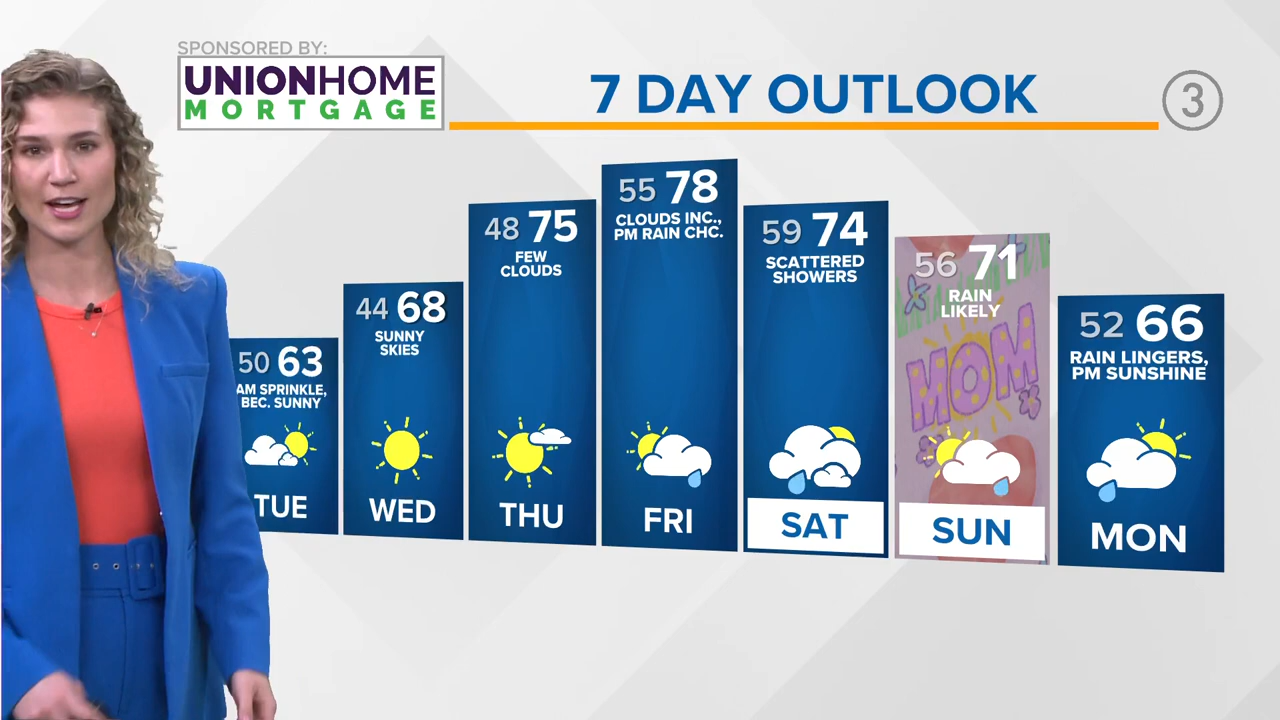 SPONSORED BY:
UNIONHOME
MORTGAGE
7 DAY OUTLOOK
3
50 63
AM SPRINKLE,
BEC. SUNNY
TUE
44 68
SUNNY
SKIES
WED
48 75
FEW
CLOUDS
THU
55 78
CLOUDS INC.,
PM RAIN CHC.
FRI
59 74
SCATTERED
SHOWERS
SAT
56 71
RAIN
LIKELY
MOM
SUN
52 66
RAIN LINGERS,
PM SUNSHINE
MON